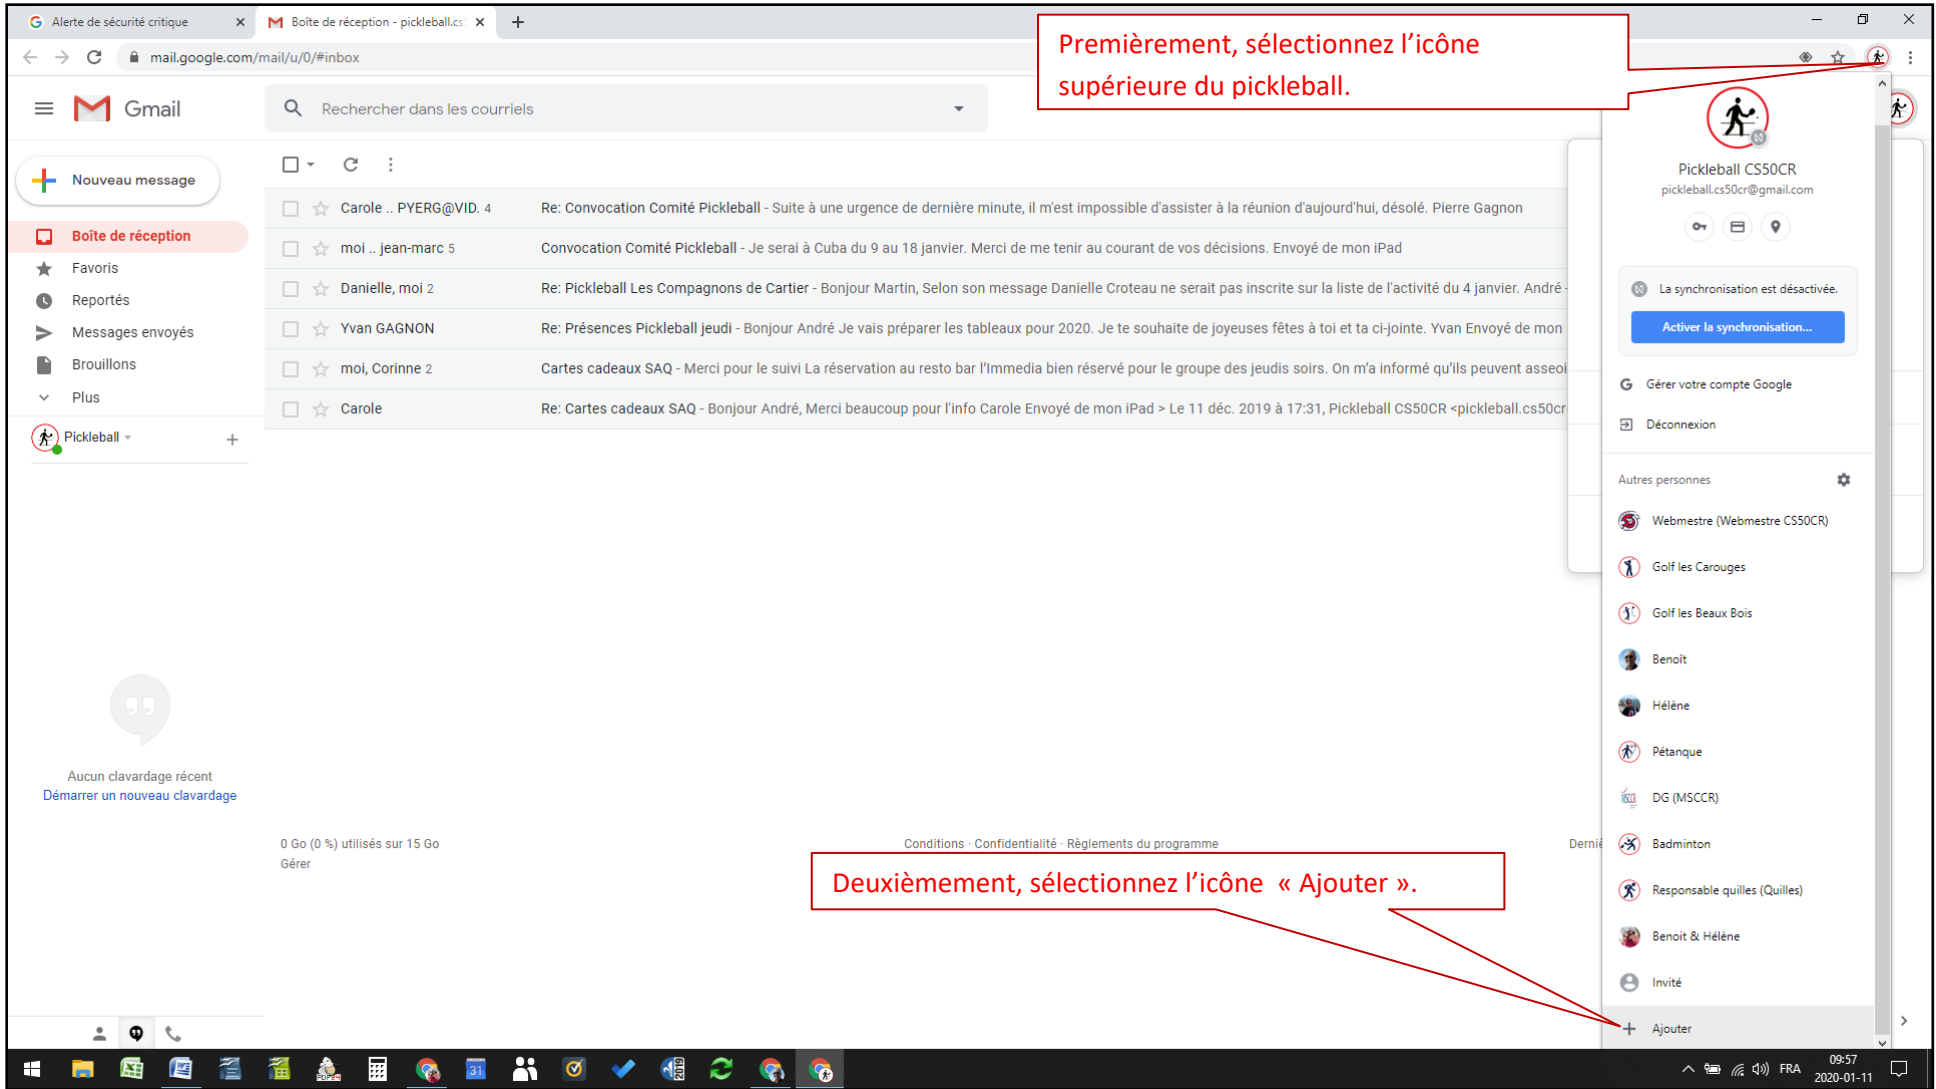 Alerte de sécurité critique
Boîte de réception - pickleball.cs5
mail.google.com/mail/u/0/#inbox
Premièrement, sélectionnez l’icône
supérieure du pickleball.
Gmail
Rechercher dans les courriels
Nouveau message
Boîte de réception
Favoris
Reportés
Messages envoyés
Brouillons
Plus
Pickleball
Carole .. PYERG@VID. 4 Re: Convocation Comité Pickleball - Suite à une urgence de dernière minute, il m'est impossible d'assister à la réunion d'aujourd'hui, désolé. Pierre Gagnon
moi .. jean-marc 5 Convocation Comité Pickleball - Je serai à Cuba du 9 au 18 janvier. Merci de me tenir au courant de vos décisions. Envoyé de mon iPad
Danielle, moi 2 Re: Pickleball Les Compagnons de Cartier - Bonjour Martin, Selon son message Danielle Croteau ne serait pas inscrite sur la liste de l'activité du 4 janvier. André -
Yvan GAGNON Re: Présences Pickleball jeudi - Bonjour André Je vais préparer les tableaux pour 2020. Je te souhaite de joyeuses fêtes à toi et ta ci-jointe. Yvan Envoyé de mon
moi, Corinne 2 Cartes cadeaux SAQ - Merci pour le suivi La réservation au resto bar l’Immedia bien réservé pour le groupe des jeudis soirs. On m’a informé qu’ils peuvent asseoi
Carole Re: Cartes cadeaux SAQ - Bonjour André, Merci beaucoup pour l'info Carole Envoyé de mon iPad > Le 11 déc. 2019 à 17:31, Pickleball CS50CR <pickleball.cs50cr
Aucun clavardage récent
Démarrer un nouveau clavardage
0 Go (0 %) utilisés sur 15 Go
Gérer
Conditions · Confidentialité · Règlements du programme
Derniè
Deuxièmement, sélectionnez l’icône « Ajouter ».
Pickleball CS50CR
pickleball.cs50cr@gmail.com
La synchronisation est désactivée.
Activer la synchronisation...
Gérer votre compte Google
Déconnexion
Autres personnes
Webmestre (Webmestre CS50CR)
Golf les Carouges
Golf les Beaux Bois
Benoît
Hélène
Pétanque
DG (MSCCR)
Badminton
Responsable quilles (Quilles)
Benoit & Hélène
Invité
Ajouter
31
2019
FRA
09:57
2020-01-11